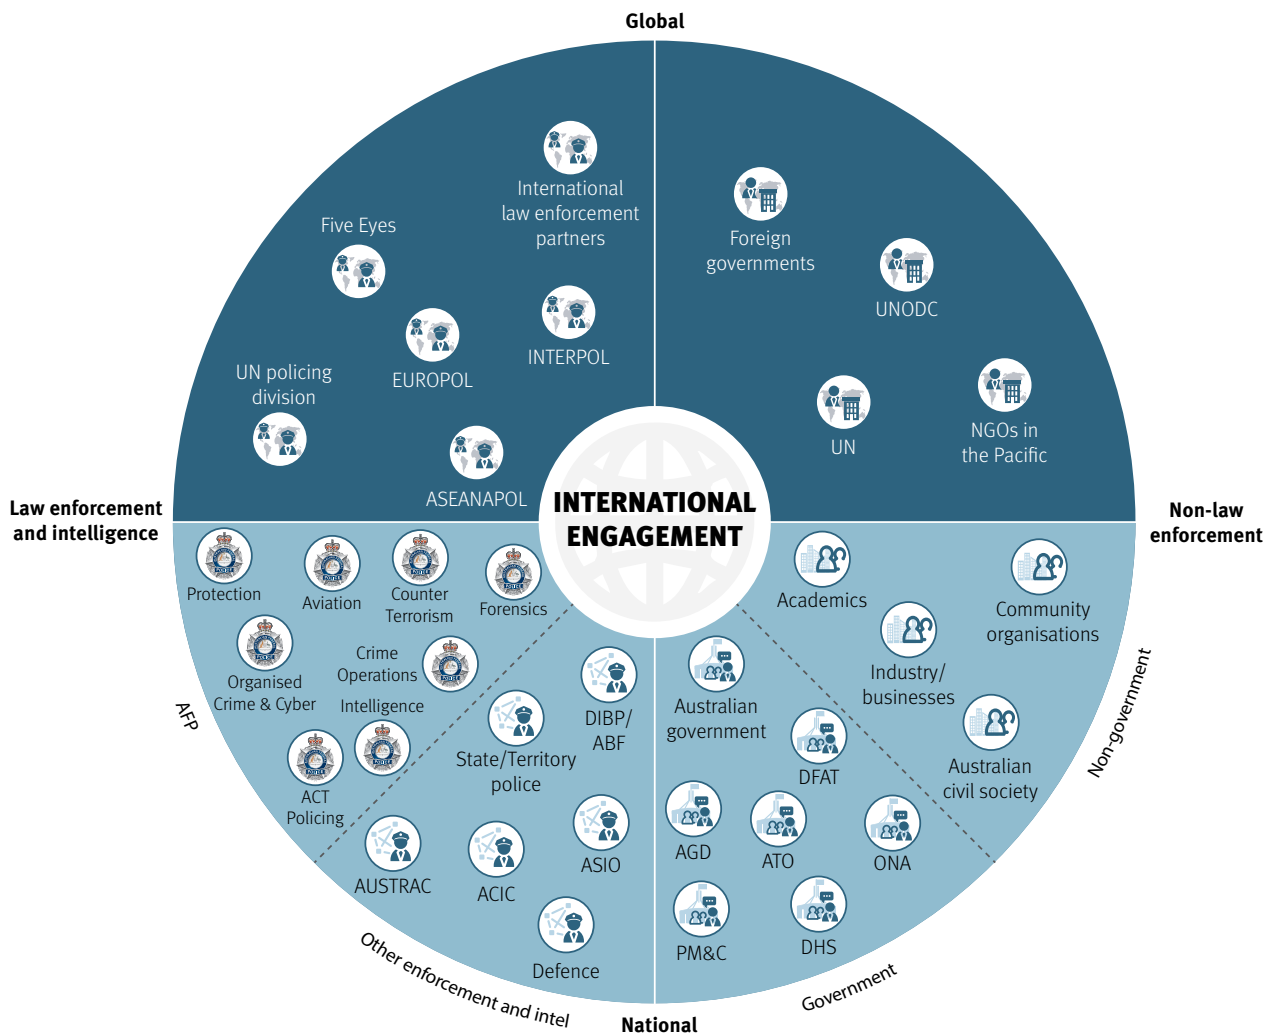 Global
International
law enforcement
partners
Five Eyes
Foreign
governments
UNODC
INTERPOL
EUROPOL
UN policing
division
UN
NGOs in
the Pacific
ASEANAPOL
Law enforcement
and intelligence
INTERNATIONAL
ENGAGEMENT
Non-law
enforcement
Protection
Aviation
Counter
Terrorism
Forensics
Organised
Crime & Cyber
Crime
Operations
Intelligence
ACT
Policing
AFP
DIBP/
ABF
State/Territory
police
AUSTRAC
ACIC
ASIO
Defence
Other enforcement and intel
Australian
government
DFAT
AGD
ATO
ONA
PM&C
DHS
Government
Academics
Community
organisations
Industry/
businesses
Australian
civil society
Non-government
National